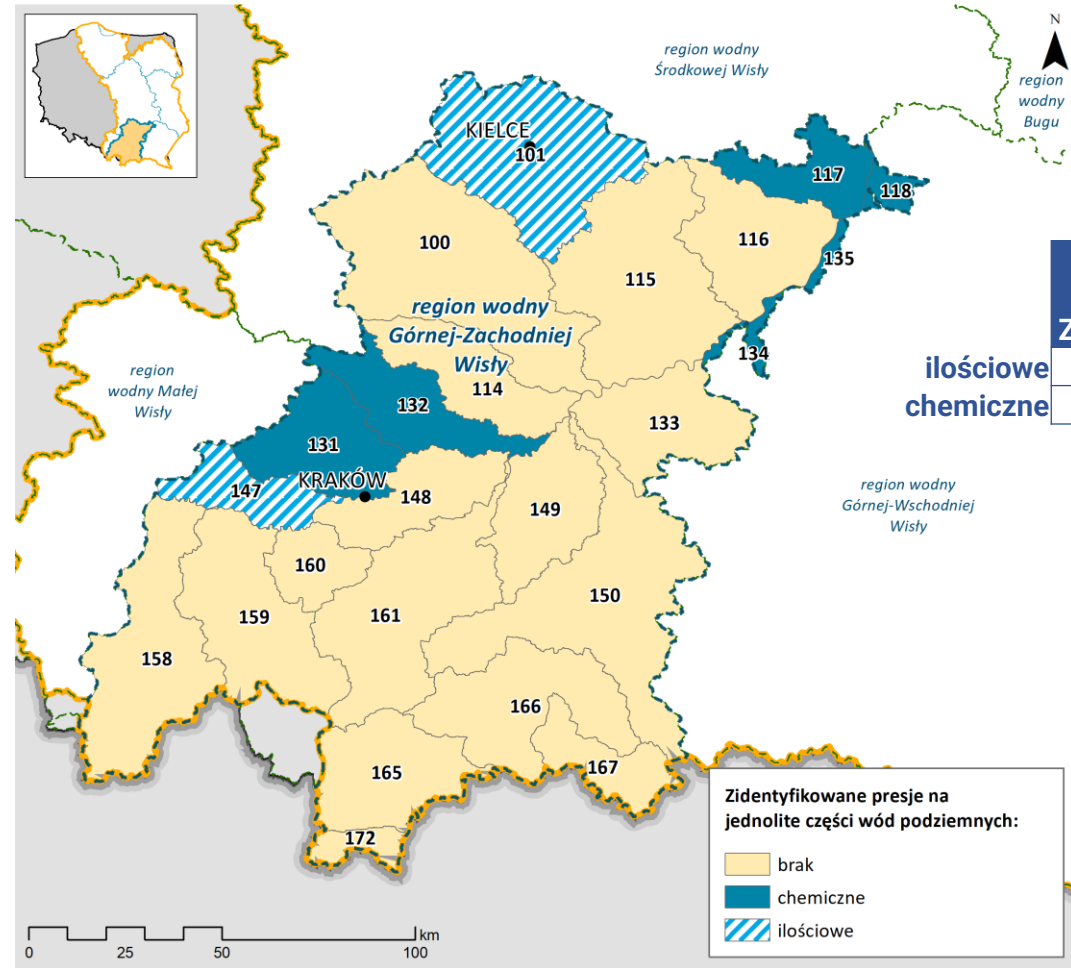 N
region wodny
Środkowej Wisły
region
wodny
Bugu
KIELCE
101
117
118
100
116
135
115
region wodny
Górnej-Zachodniej
Wisły
134
Z
region
wodny Małej
Wisły
ilościowe
chemiczne
114
132
133
131
KRAKÓW
147
148
149
region wodny
Górnej-Wschodniej
Wisły
160
150
159
161
158
166
165
167
172
Zidentyfikowane presje na
jednolite części wód podziemnych:
brak
chemiczne
ilościowe
km
0 25 50 100